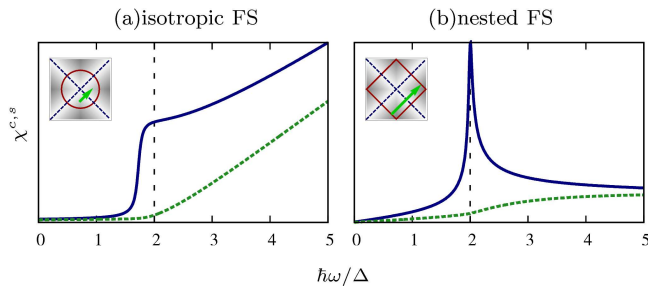 (a)isotropic FS
(b)nested FS
χ^{c,s}
0 1 2 3 4 5
0 1 2 3 4 5
ħω/Δ